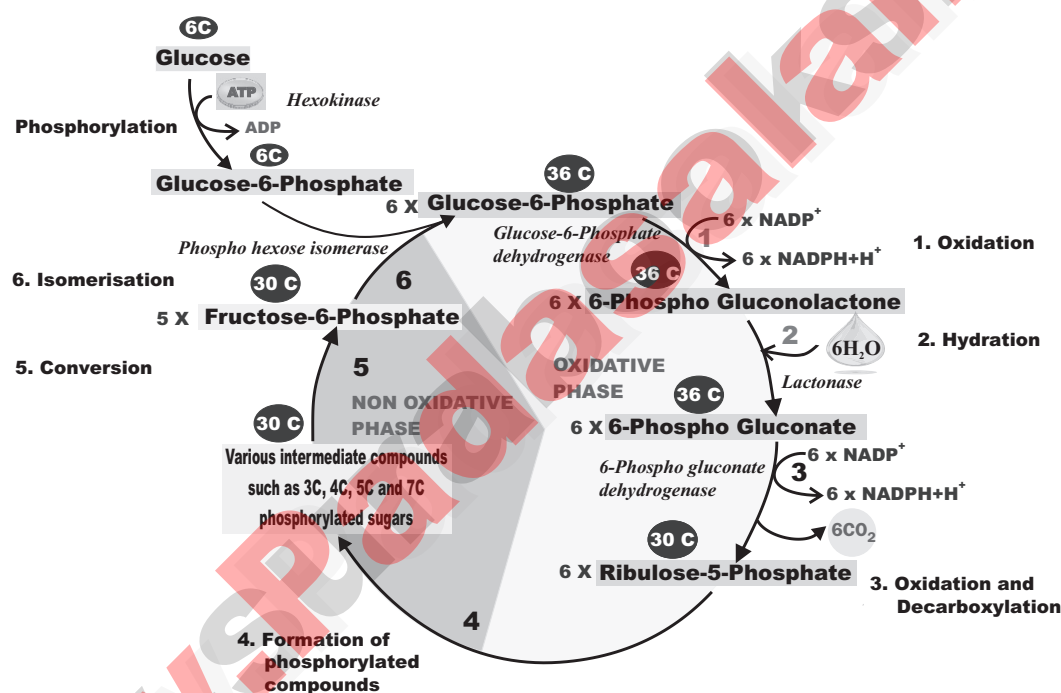 6C
Glucose
ATP
Hexokinase
Phosphorylation
ADP
6C
Glucose-6-Phosphate
36 C
6 X Glucose-6-Phosphate
Phospho hexose isomerase
Glucose-6-Phosphate
dehydrogenase
1
6 x NADP+
6 x NADPH+H+
1. Oxidation
6. Isomerisation
6
30 C
5 X Fructose-6-Phosphate
36 C
6 X 6-Phospho Gluconolactone
2
6H2O
2. Hydration
Lactonase
5. Conversion
5
NON OXIDATIVE
PHASE
OXIDATIVE
PHASE
36 C
6 X 6-Phospho Gluconate
30 C
Various intermediate compounds
such as 3C, 4C, 5C and 7C
phosphorylated sugars
6-Phospho gluconate
dehydrogenase
3
6 x NADP+
6 x NADPH+H+
6CO2
30 C
6 X Ribulose-5-Phosphate
3. Oxidation and
Decarboxylation
4
4. Formation of
phosphorylated
compounds
w.Padasalai